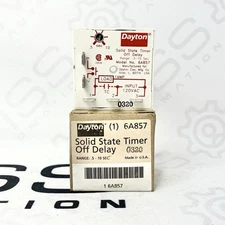 Dayton
Solid State Timer
Off Delay
Model No. 6A857
LOAD
INPUT
120VAC
0320
Dayton (1) 6A857
Solid State Timer
Off Delay 0320
RANGE: .3 - 10 SEC. Made in U.S.A.
1 6A857